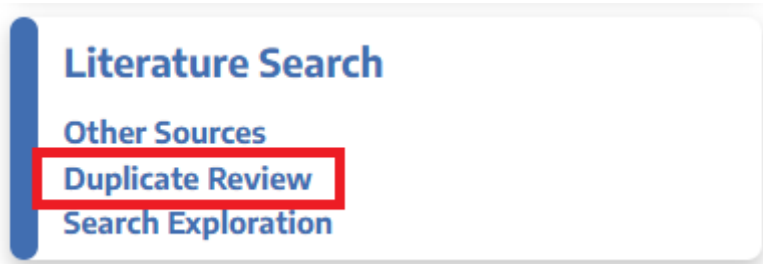 Literature Search
Other Sources
Duplicate Review
Search Exploration